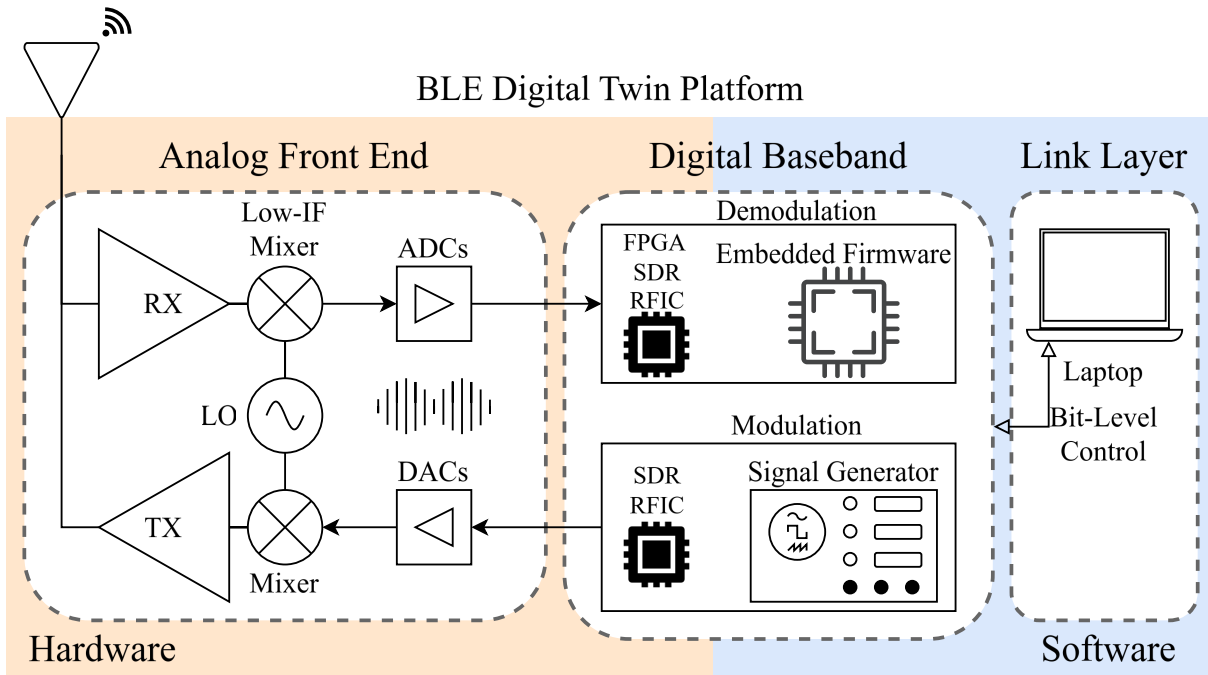 BLE Digital Twin Platform
Analog Front End
Digital Baseband
Link Layer
Low-IF
Mixer
ADCs
RX
LO
DACs
TX
Mixer
Demodulation
FPGA
SDR
RFIC
Embedded Firmware
Modulation
SDR
RFIC
Signal Generator
Laptop
Bit-Level
Control
Hardware
Software